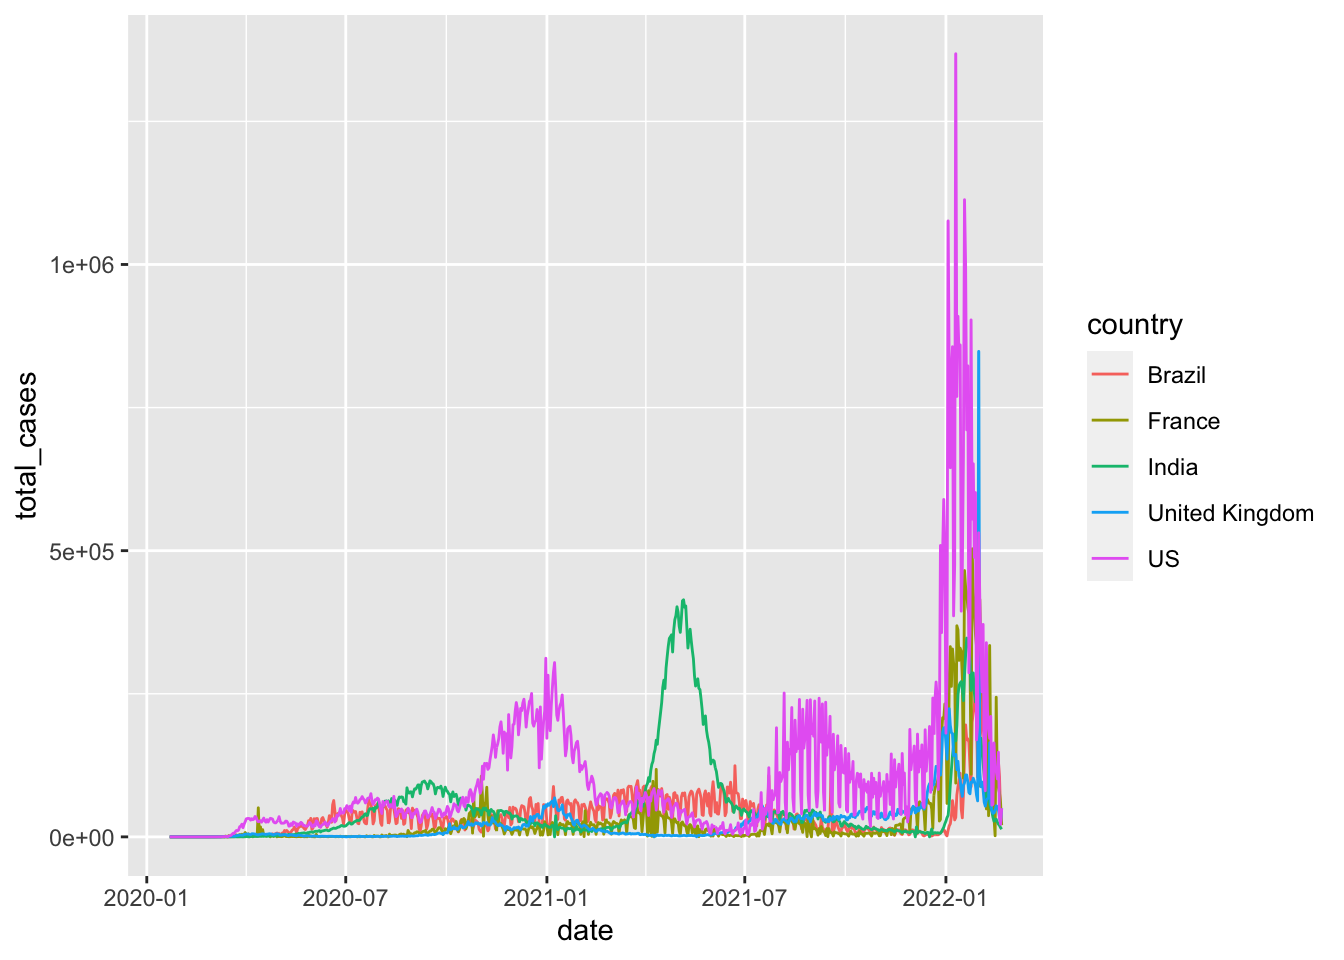 1e+06
5e+05
0e+00
total_cases
2020-01 2020-07 2021-01 2021-07 2022-01
date
country
Brazil
France
India
United Kingdom
US